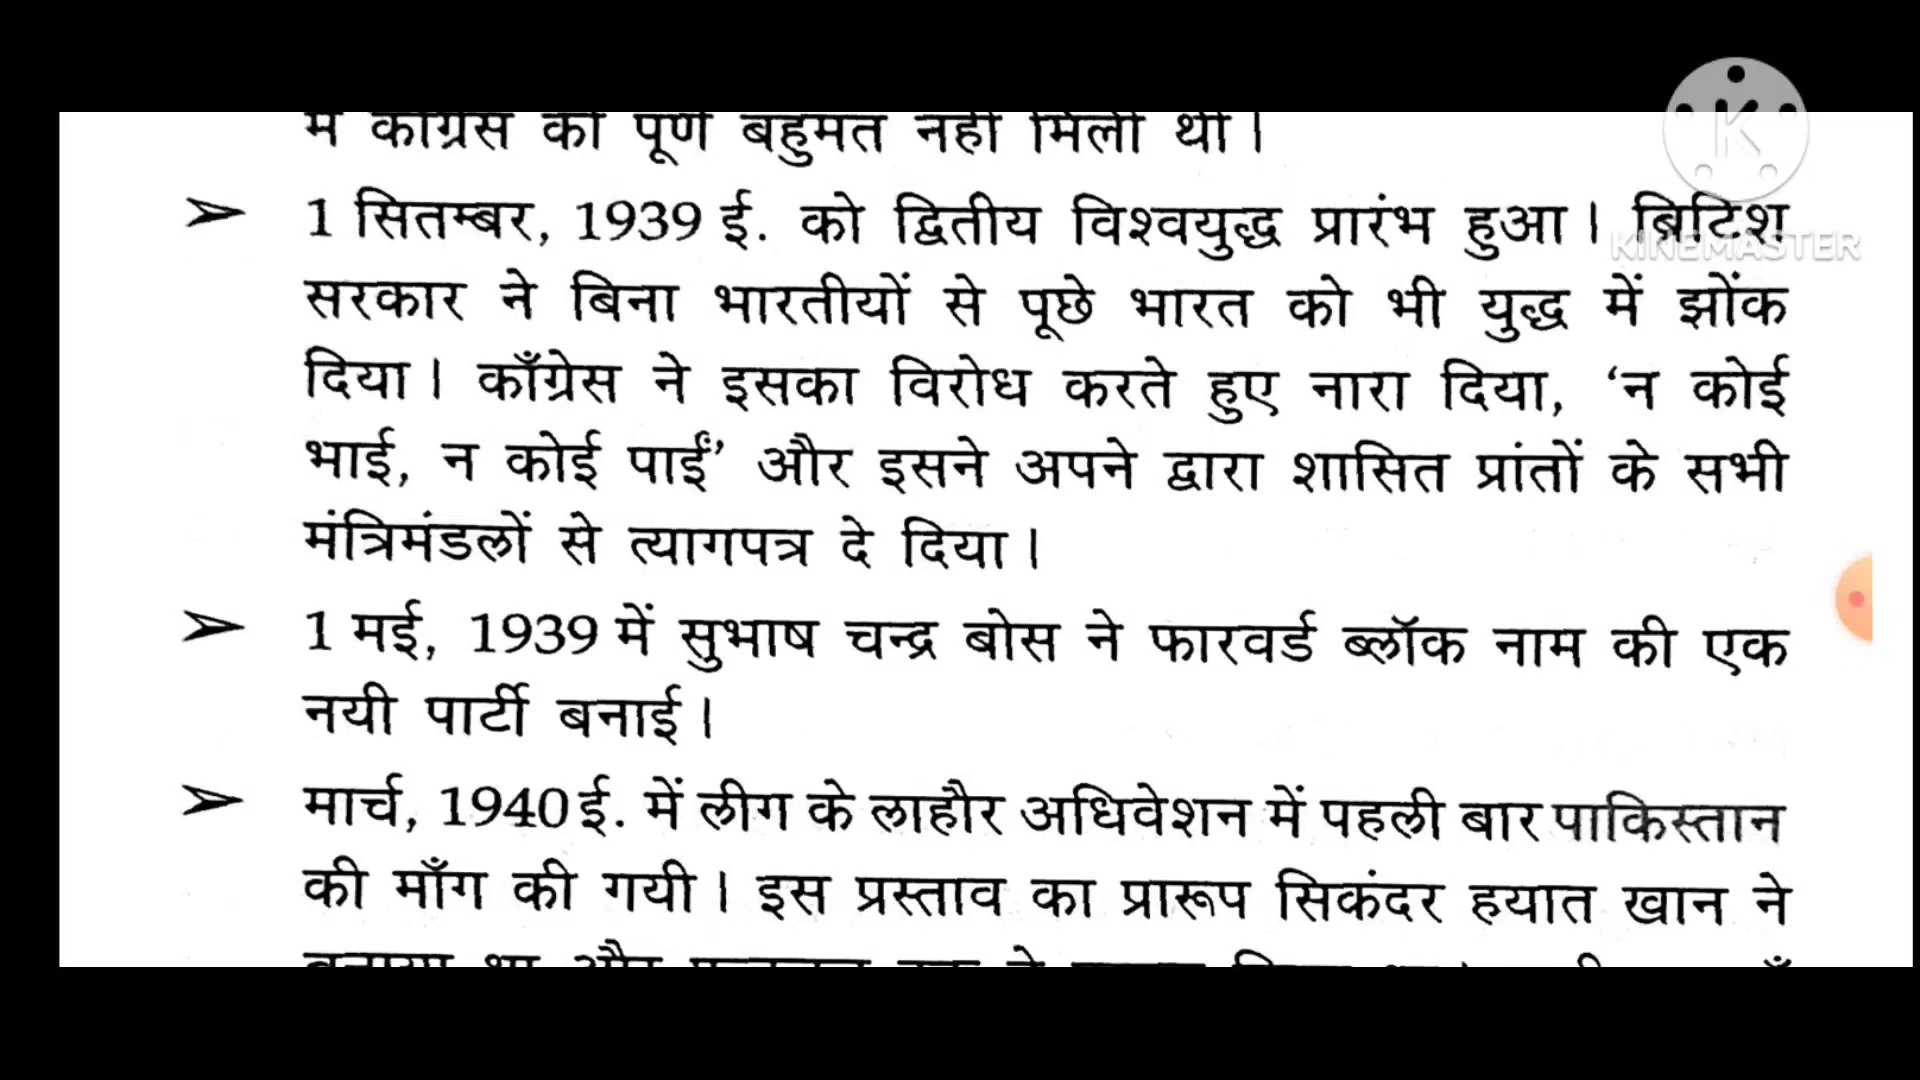 में काँग्रेस को पूर्ण बहुमत नहीं मिली थी।
➢ 1 सितम्बर, 1939 ई. को द्वितीय विश्वयुद्ध प्रारंभ हुआ। ब्रिटिश
सरकार ने बिना भारतीयों से पूछे भारत को भी युद्ध में झोंक
दिया। काँग्रेस ने इसका विरोध करते हुए नारा दिया, ‘न कोई
भाई, न कोई पाई’ और इसने अपने द्वारा शासित प्रांतों के सभी
मंत्रिमंडलों से त्यागपत्र दे दिया।
➢ 1 मई, 1939 में सुभाष चन्द्र बोस ने फारवर्ड ब्लॉक नाम की एक
नयी पार्टी बनाई।
➢ मार्च, 1940 ई. में लीग के लाहौर अधिवेशन में पहली बार पाकिस्तान
की माँग की गयी। इस प्रस्ताव का प्रारूप सिकंदर हयात खान ने
K
KINEMASTER